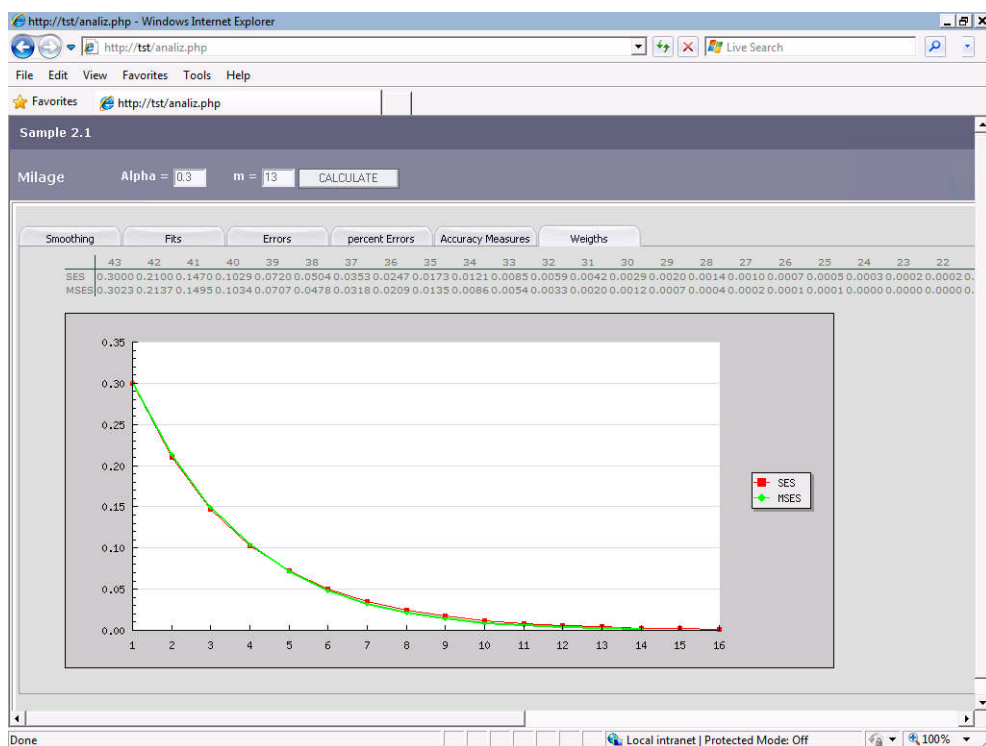 http://tst/analiz.php - Windows Internet Explorer
http://tst/analiz.php
Live Search
File Edit View Favorites Tools Help
Favorites http://tst/analiz.php
Sample 2.1
Milage Alpha = 0.3 m = 13 CALCULATE
Smoothing Fits Errors percent Errors Accuracy Measures Weigths
43 42 41 40 39 38 37 36 35 34 33 32 31 30 29 28 27 26 25 24 23 22
SES 0.3000 0.2100 0.1470 0.1029 0.0720 0.0504 0.0353 0.0247 0.0173 0.0121 0.0085 0.0059 0.0042 0.0029 0.0020 0.0014 0.0010 0.0007 0.0005 0.0003 0.0002 0.0002 0.
MSES 0.3023 0.2137 0.1495 0.1034 0.0707 0.0478 0.0318 0.0209 0.0135 0.0086 0.0054 0.0033 0.0020 0.0012 0.0007 0.0004 0.0002 0.0001 0.0001 0.0000 0.0000 0.0000 0.
0.35
0.30
0.25
0.20
0.15
0.10
0.05
0.00
SES
MSES
1 2 3 4 5 6 7 8 9 10 11 12 13 14 15 16
Done Local intranet | Protected Mode: Off 100%